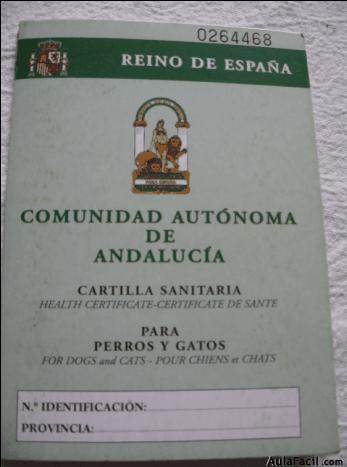 0264468
REINO DE ESPAÑA
COMUNIDAD AUTÓNOMA
DE
ANDALUCÍA
CARTILLA SANITARIA
HEALTH CERTIFICATE-CERTIFICATE DE SANTE
PARA
PERROS Y GATOS
FOR DOGS and CATS - POUR CHIENS et CHATS
N.º IDENTIFICACIÓN:
PROVINCIA:
AulaFacil.com